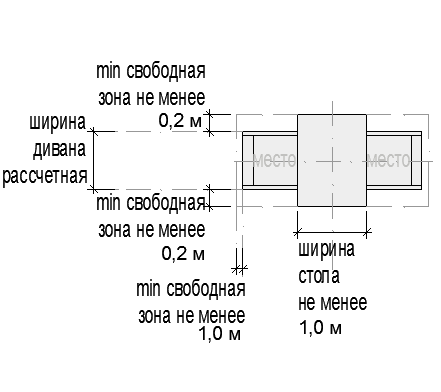 min свободная
зона не менее
0,2 м
ширина
дивана
рассчетная
место
место
min свободная
зона не менее
0,2 м
ширина
стопа
не менее
1,0 м
min свободная
зона не менее
1,0 м